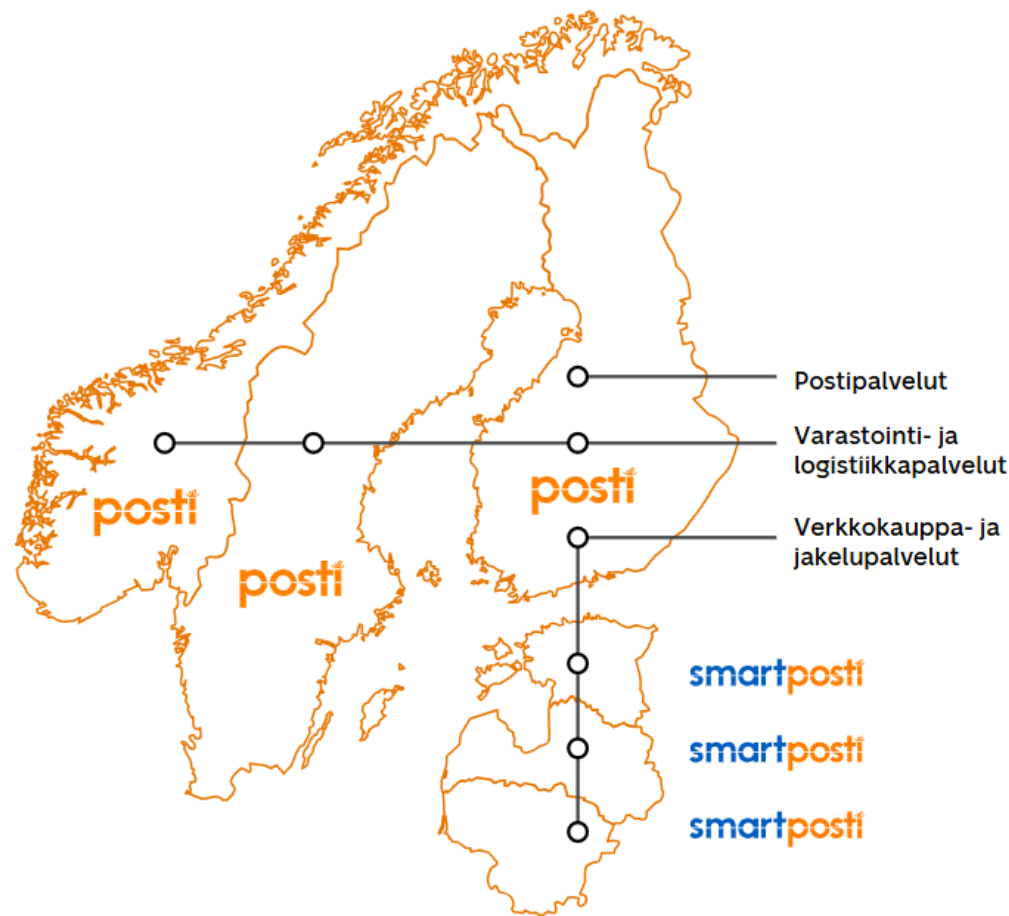 Postipalvelut
Varastointi- ja
logistiikkapalvelut
posti
posti
Verkkokauppa- ja
jakelupalvelut
posti
smartposti
smartposti
smartposti